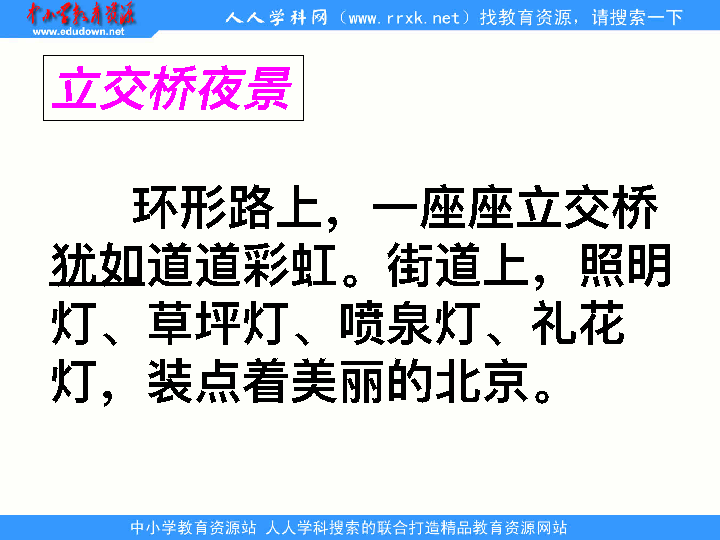 中小学教育资源
www.edudown.net
人人学科网（www.rrxk.net）找教育资源，请搜索一下
立交桥夜景
环形路上，一座座立交桥
犹如道道彩虹。街道上，照明
灯、草坪灯、喷泉灯、礼花
灯，装点着美丽的北京。
中小学教育资源站 人人学科搜索的联合打造精品教育资源网站